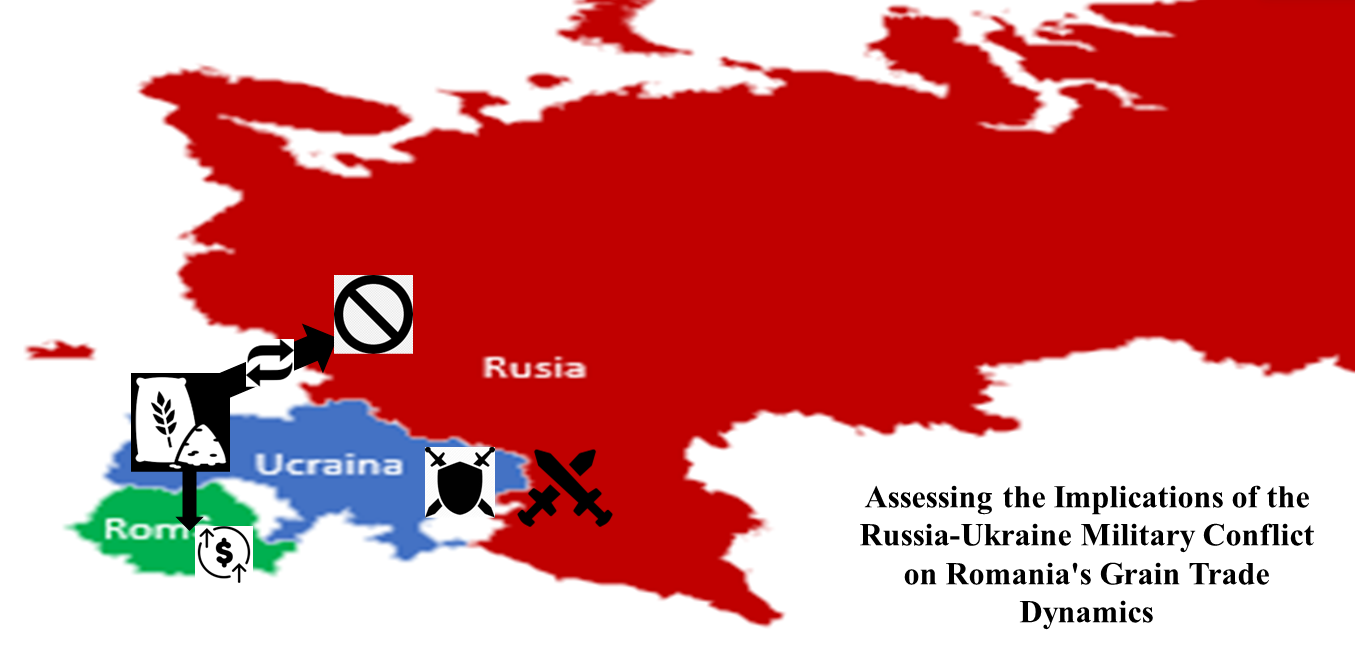 Rusia
Ucraina
Rom
$
Assessing the Implications of the
Russia-Ukraine Military Conflict
on Romania's Grain Trade
Dynamics